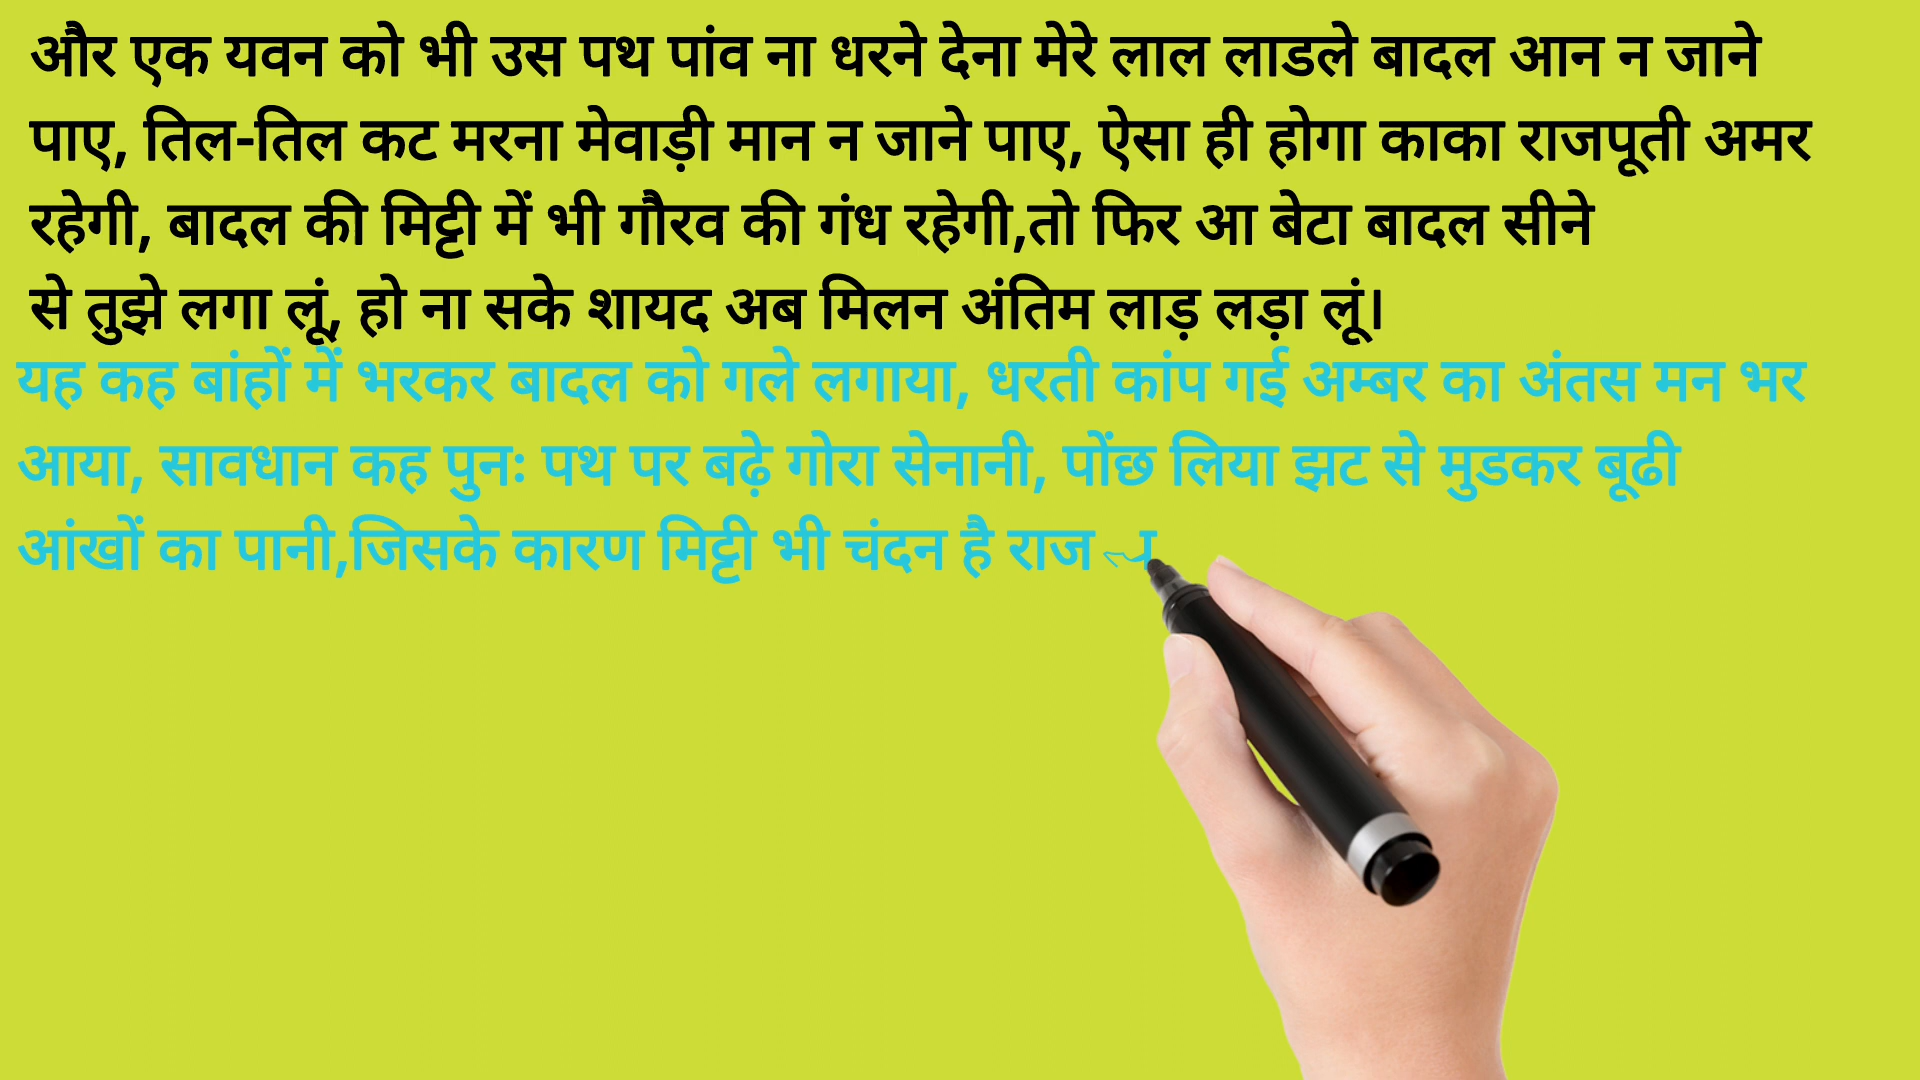 और एक यवन को भी उस पथ पांव ना धरने देना मेरे लाल लाडले बादल आन न जाने
पाए, तिल-तिल कट मरना मेवाड़ी मान न जाने पाए, ऐसा ही होगा काका राजपूती अमर
रहेगी, बादल की मिट्टी में भी गौरव की गंध रहेगी,तो फिर आ बेटा बादल सीने
से तुझे लगा लूं, हो ना सके शायद अब मिलन अंतिम लाड़ लड़ा लूं।
यह कह बांहों में भरकर बादल को गले लगाया, धरती कांप गई अम्बर का अंतस मन भर
आया, सावधान कह पुनः पथ पर बढ़े गोरा सेनानी, पोंछ लिया झट से मुडकर बूढी
आंखों का पानी,जिसके कारण मिट्टी भी चंदन है राज